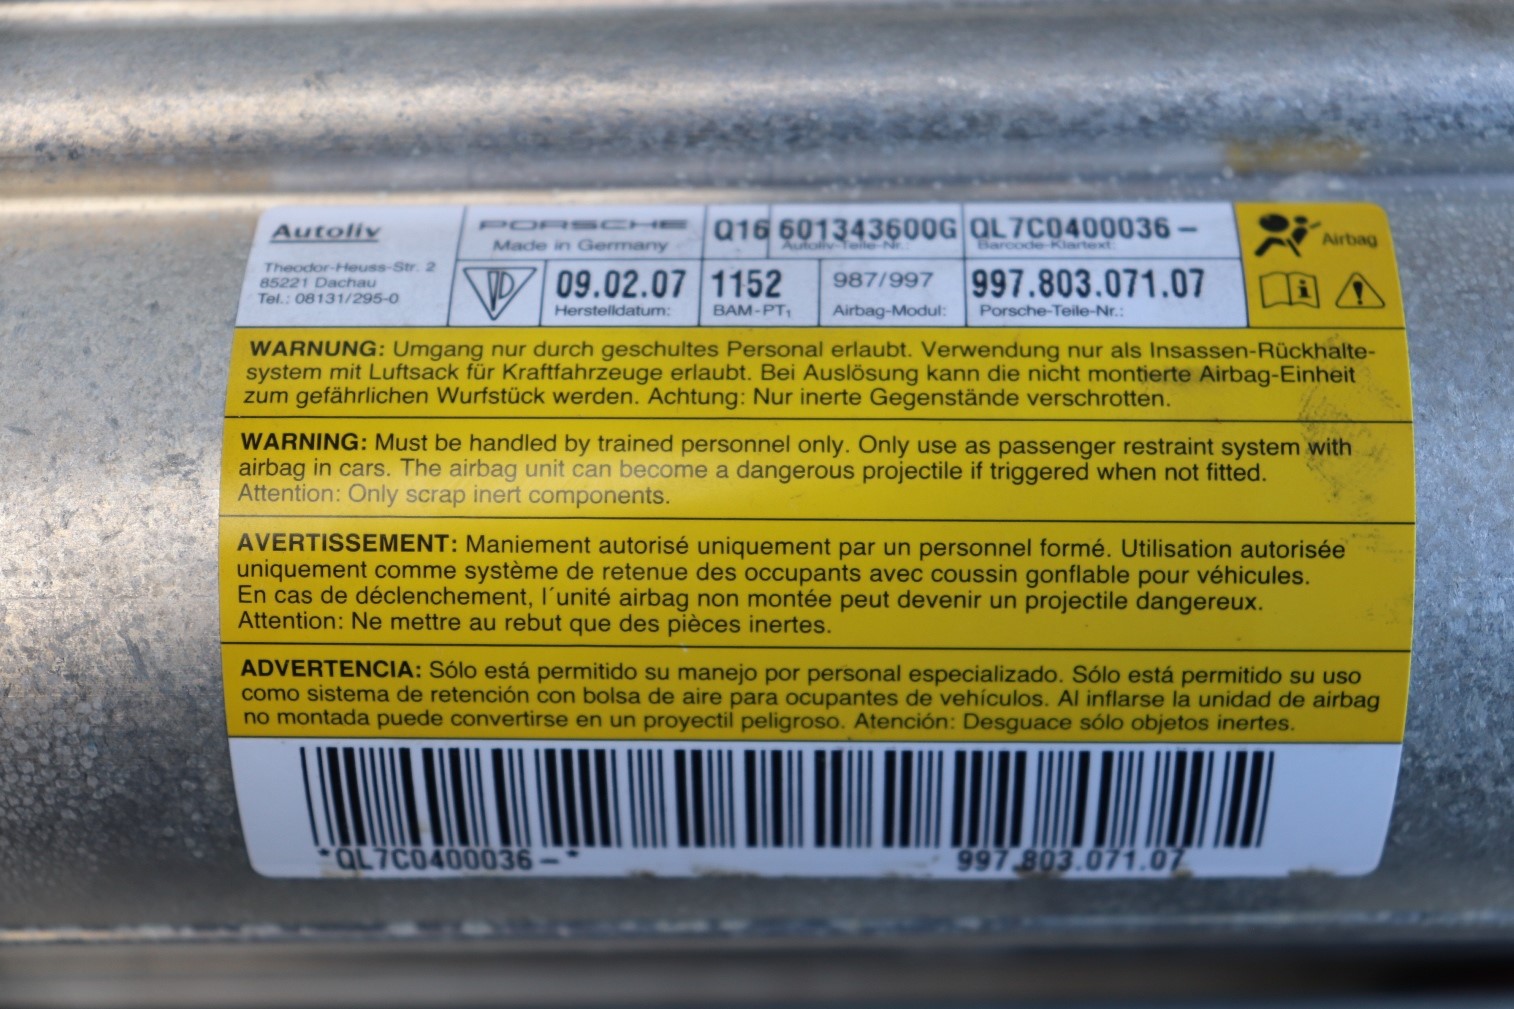 Autoliv
Theodor-Heuss-Str. 2
85221 Dachau
Tel.: 08131/295-0
PORSCHE
Made in Germany
Q16 601343600G
Autoliv-Teile-Nr.:
QL7C0400036-
Barcode-Klartext:
09.02.07
Herstelldatum:
1152
BAM-PT₁
987/997
Airbag-Modul:
997.803.071.07
Porsche-Teile-Nr.:
Airbag
WARNUNG: Umgang nur durch geschultes Personal erlaubt. Verwendung nur als Insassen-Rückhalte-
system mit Luftsack für Kraftfahrzeuge erlaubt. Bei Auslösung kann die nicht montierte Airbag-Einheit
zum gefährlichen Wurfstück werden. Achtung: Nur inerte Gegenstände verschrotten.
WARNING: Must be handled by trained personnel only. Only use as passenger restraint system with
airbag in cars. The airbag unit can become a dangerous projectile if triggered when not fitted.
Attention: Only scrap inert components.
AVERTISSEMENT: Maniement autorisé uniquement par un personnel formé. Utilisation autorisée
uniquement comme système de retenue des occupants avec coussin gonflable pour véhicules.
En cas de déclenchement, l´unité airbag non montée peut devenir un projectile dangereux.
Attention: Ne mettre au rebut que des pièces inertes.
ADVERTENCIA: Sólo está permitido su manejo por personal especializado. Sólo está permitido su uso
como sistema de retención con bolsa de aire para ocupantes de vehículos. Al inflarse la unidad de airbag
no montada puede convertirse en un proyectil peligroso. Atención: Desguace sólo objetos inertes.
*QL7C0400036-*
997.803.071.07